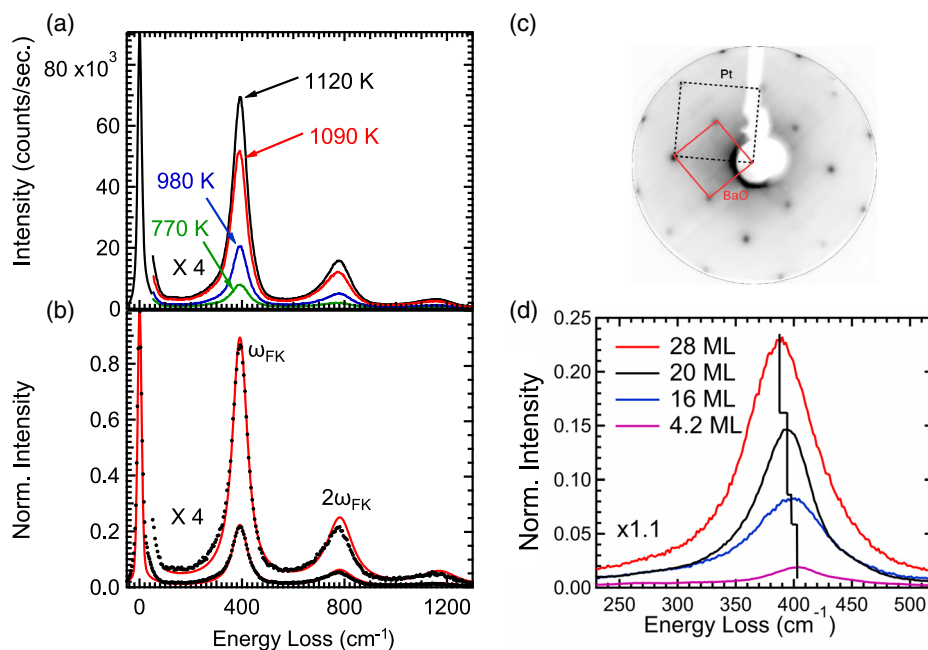 (a)
Intensity (counts/sec.)
80 x10³
60
40
20
0
1120 K
1090 K
980 K
770 K
X 4
(b)
Norm. Intensity
0.8
0.6
0.4
0.2
0.0
ωFK
X 4
2ωFK
0 400 800 1200
Energy Loss (cm⁻¹)
(c)
Pt
BaO
(d)
Norm. Intensity
0.25
0.20
0.15
0.10
0.05
0.00
28 ML
20 ML
16 ML
4.2 ML
x1.1
250 300 350 400 450 500
Energy Loss (cm⁻¹)